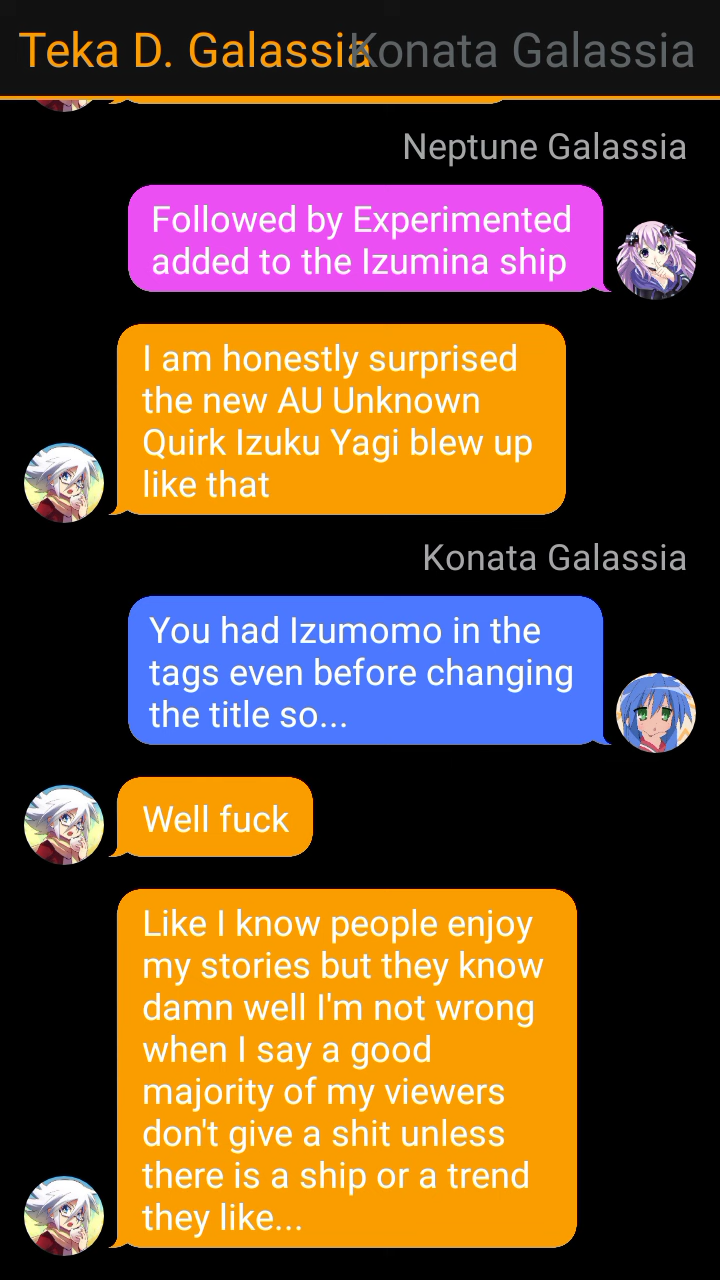 Teka D. Galassia
Konata Galassia
Neptune Galassia
Followed by Experimented
added to the Izumina ship
I am honestly surprised
the new AU Unknown
Quirk Izuku Yagi blew up
like that
Konata Galassia
You had Izumomo in the
tags even before changing
the title so...
Well fuck
Like I know people enjoy
my stories but they know
damn well I'm not wrong
when I say a good
majority of my viewers
don't give a shit unless
there is a ship or a trend
they like...